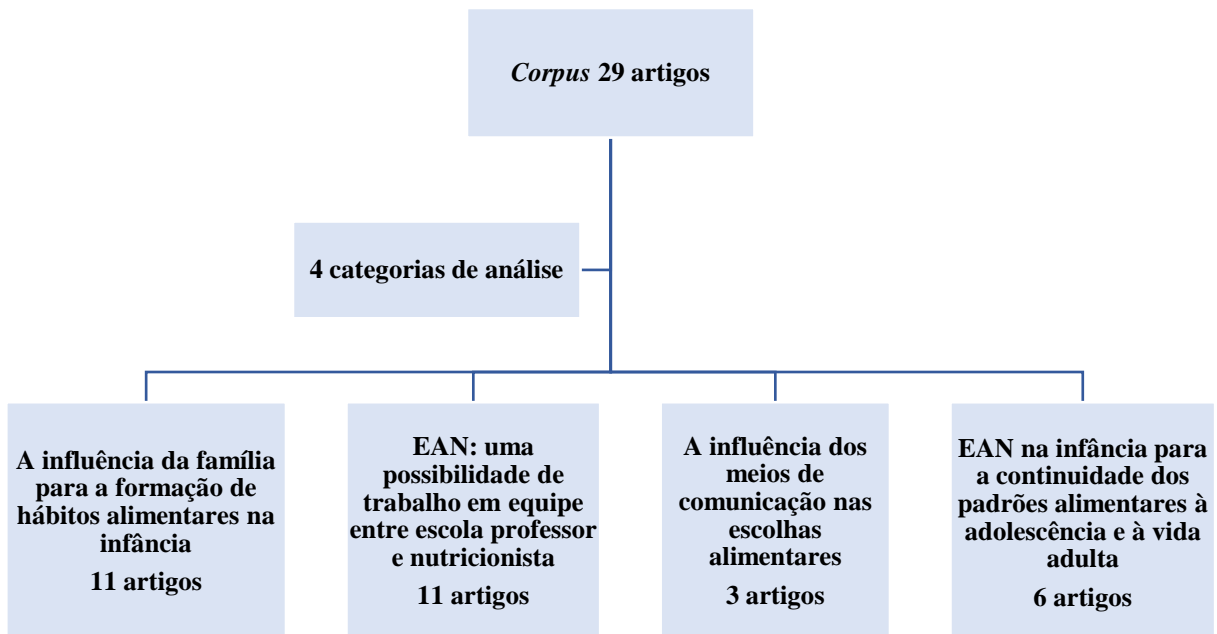 Corpus 29 artigos
4 categorias de análise
A influência da família
para a formação de
hábitos alimentares na
infância
11 artigos
EAN: uma
possibilidade de
trabalho em equipe
entre escola professor
e nutricionista
11 artigos
A influência dos
meios de
comunicação nas
escolhas
alimentares
3 artigos
EAN na infância para
a continuidade dos
padrões alimentares à
adolescência e à vida
adulta
6 artigos